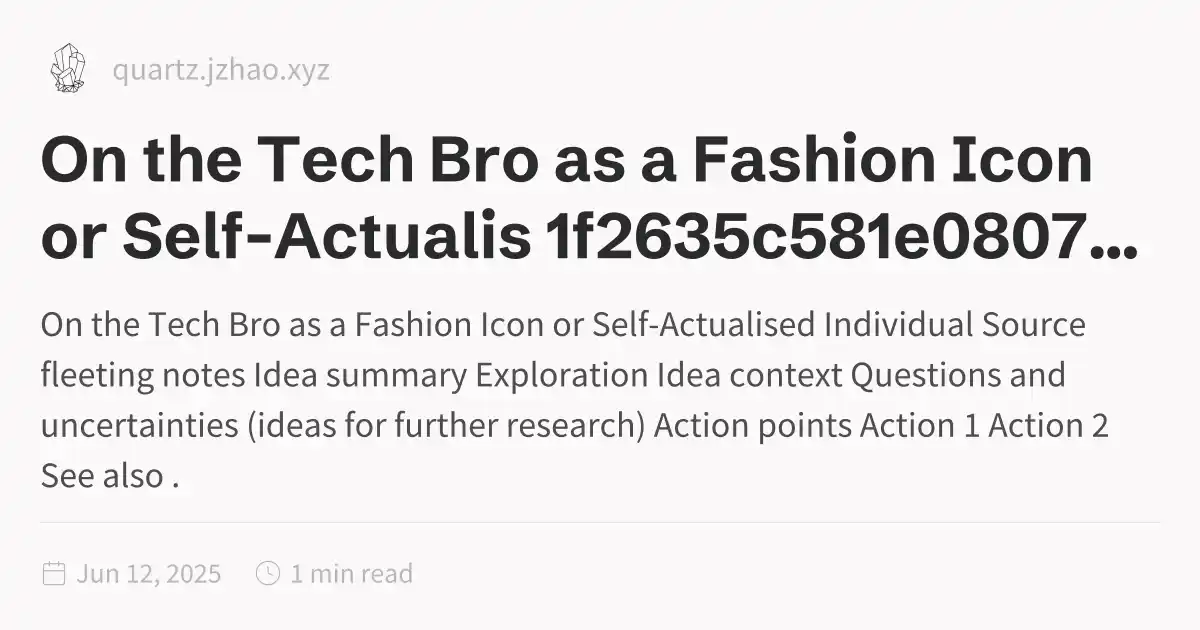 quartz.jzhao.xyz
On the Tech Bro as a Fashion Icon
or Self-Actualis 1f2635c581e0807...
On the Tech Bro as a Fashion Icon or Self-Actualised Individual Source
fleeting notes Idea summary Exploration Idea context Questions and
uncertainties (ideas for further research) Action points Action 1 Action 2
See also .
Jun 12, 2025 1 min read